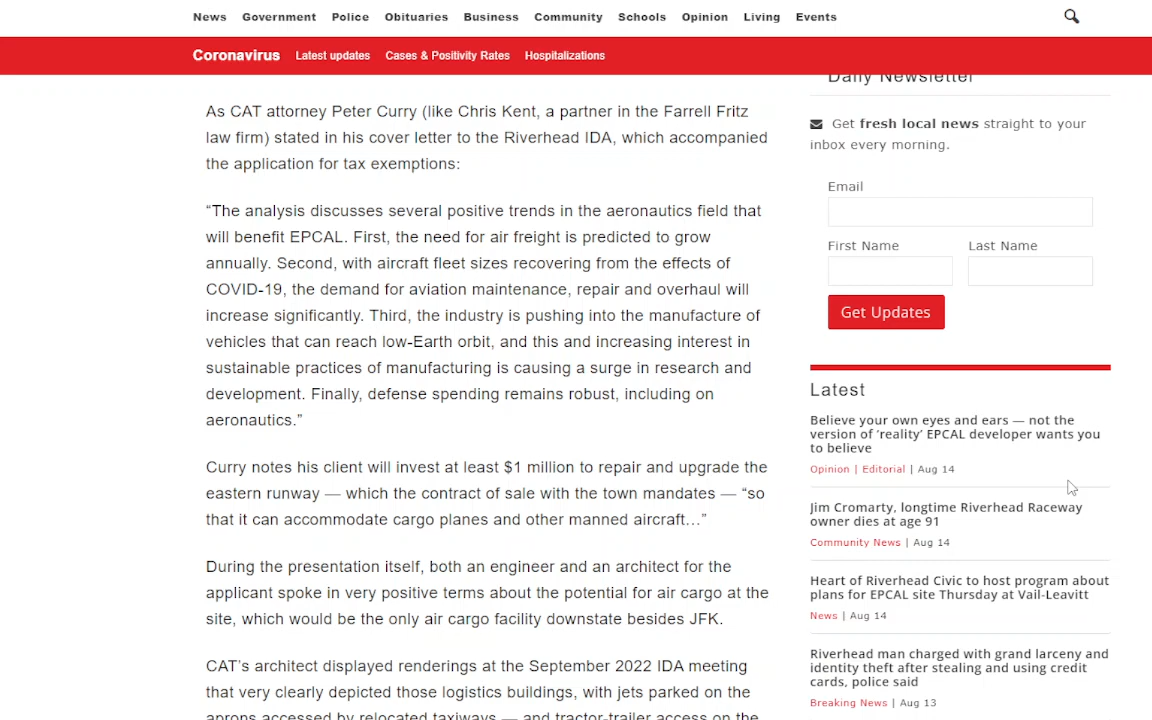 News Government Police Obituaries Business Community Schools Opinion Living Events
Coronavirus Latest updates Cases & Positivity Rates Hospitalizations
As CAT attorney Peter Curry (like Chris Kent, a partner in the Farrell Fritz
law firm) stated in his cover letter to the Riverhead IDA, which accompanied
the application for tax exemptions:
“The analysis discusses several positive trends in the aeronautics field that
will benefit EPCAL. First, the need for air freight is predicted to grow
annually. Second, with aircraft fleet sizes recovering from the effects of
COVID-19, the demand for aviation maintenance, repair and overhaul will
increase significantly. Third, the industry is pushing into the manufacture of
vehicles that can reach low-Earth orbit, and this and increasing interest in
sustainable practices of manufacturing is causing a surge in research and
development. Finally, defense spending remains robust, including on
aeronautics.”
Curry notes his client will invest at least $1 million to repair and upgrade the
eastern runway — which the contract of sale with the town mandates — “so
that it can accommodate cargo planes and other manned aircraft…”
During the presentation itself, both an engineer and an architect for the
applicant spoke in very positive terms about the potential for air cargo at the
site, which would be the only air cargo facility downstate besides JFK.
CAT’s architect displayed renderings at the September 2022 IDA meeting
that very clearly depicted those logistics buildings, with jets parked on the
aprons accessed by relocated taxiways — and tractor-trailer access on the
Daily Newsletter
Get fresh local news straight to your
inbox every morning.
Email
First Name Last Name
Get Updates
Latest
Believe your own eyes and ears — not the
version of ‘reality’ EPCAL developer wants you
to believe
Opinion | Editorial | Aug 14
Jim Cromarty, longtime Riverhead Raceway
owner dies at age 91
Community News | Aug 14
Heart of Riverhead Civic to host program about
plans for EPCAL site Thursday at Vail-Leavitt
News | Aug 14
Riverhead man charged with grand larceny and
identity theft after stealing and using credit
cards, police said
Breaking News | Aug 13